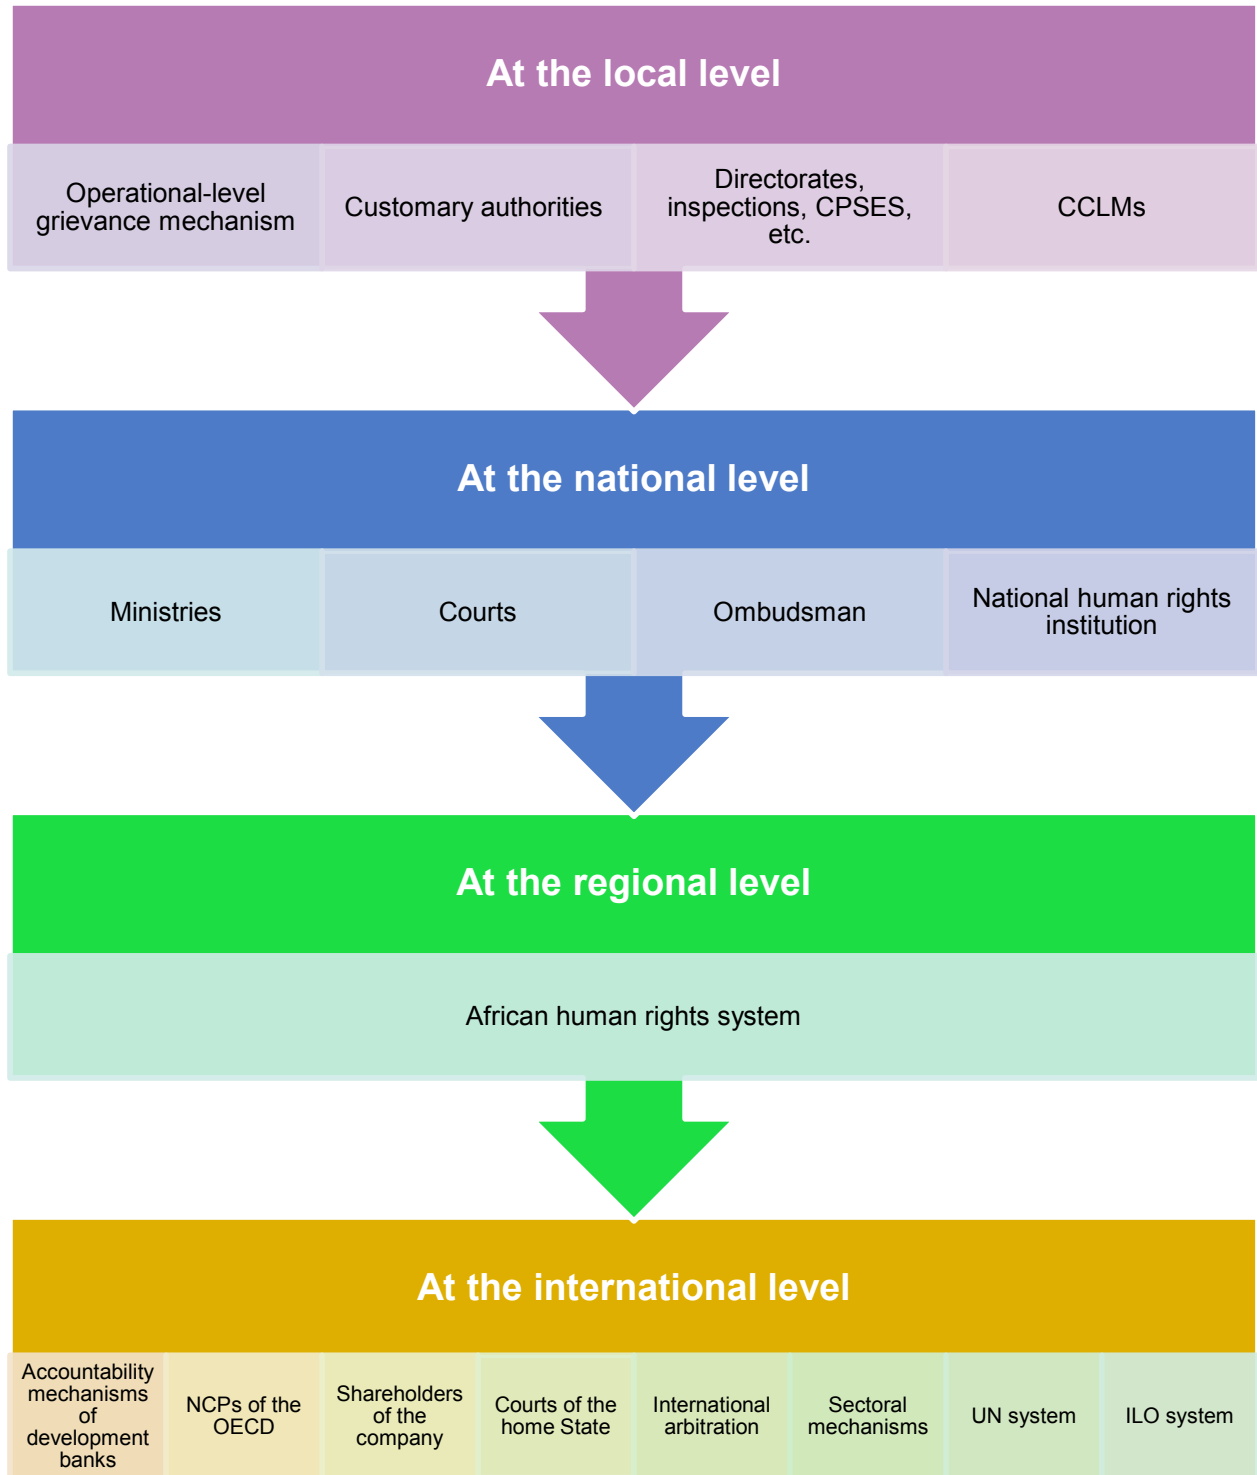 At the local level
Operational-level
grievance mechanism
Customary authorities
Directorates,
inspections, CPSES,
etc.
CCLMs
At the national level
Ministries
Courts
Ombudsman
National human rights
institution
At the regional level
African human rights system
At the international level
Accountability
mechanisms
of
development
banks
NCPs of the
OECD
Shareholders
of the
company
Courts of the
home State
International
arbitration
Sectoral
mechanisms
UN system
ILO system